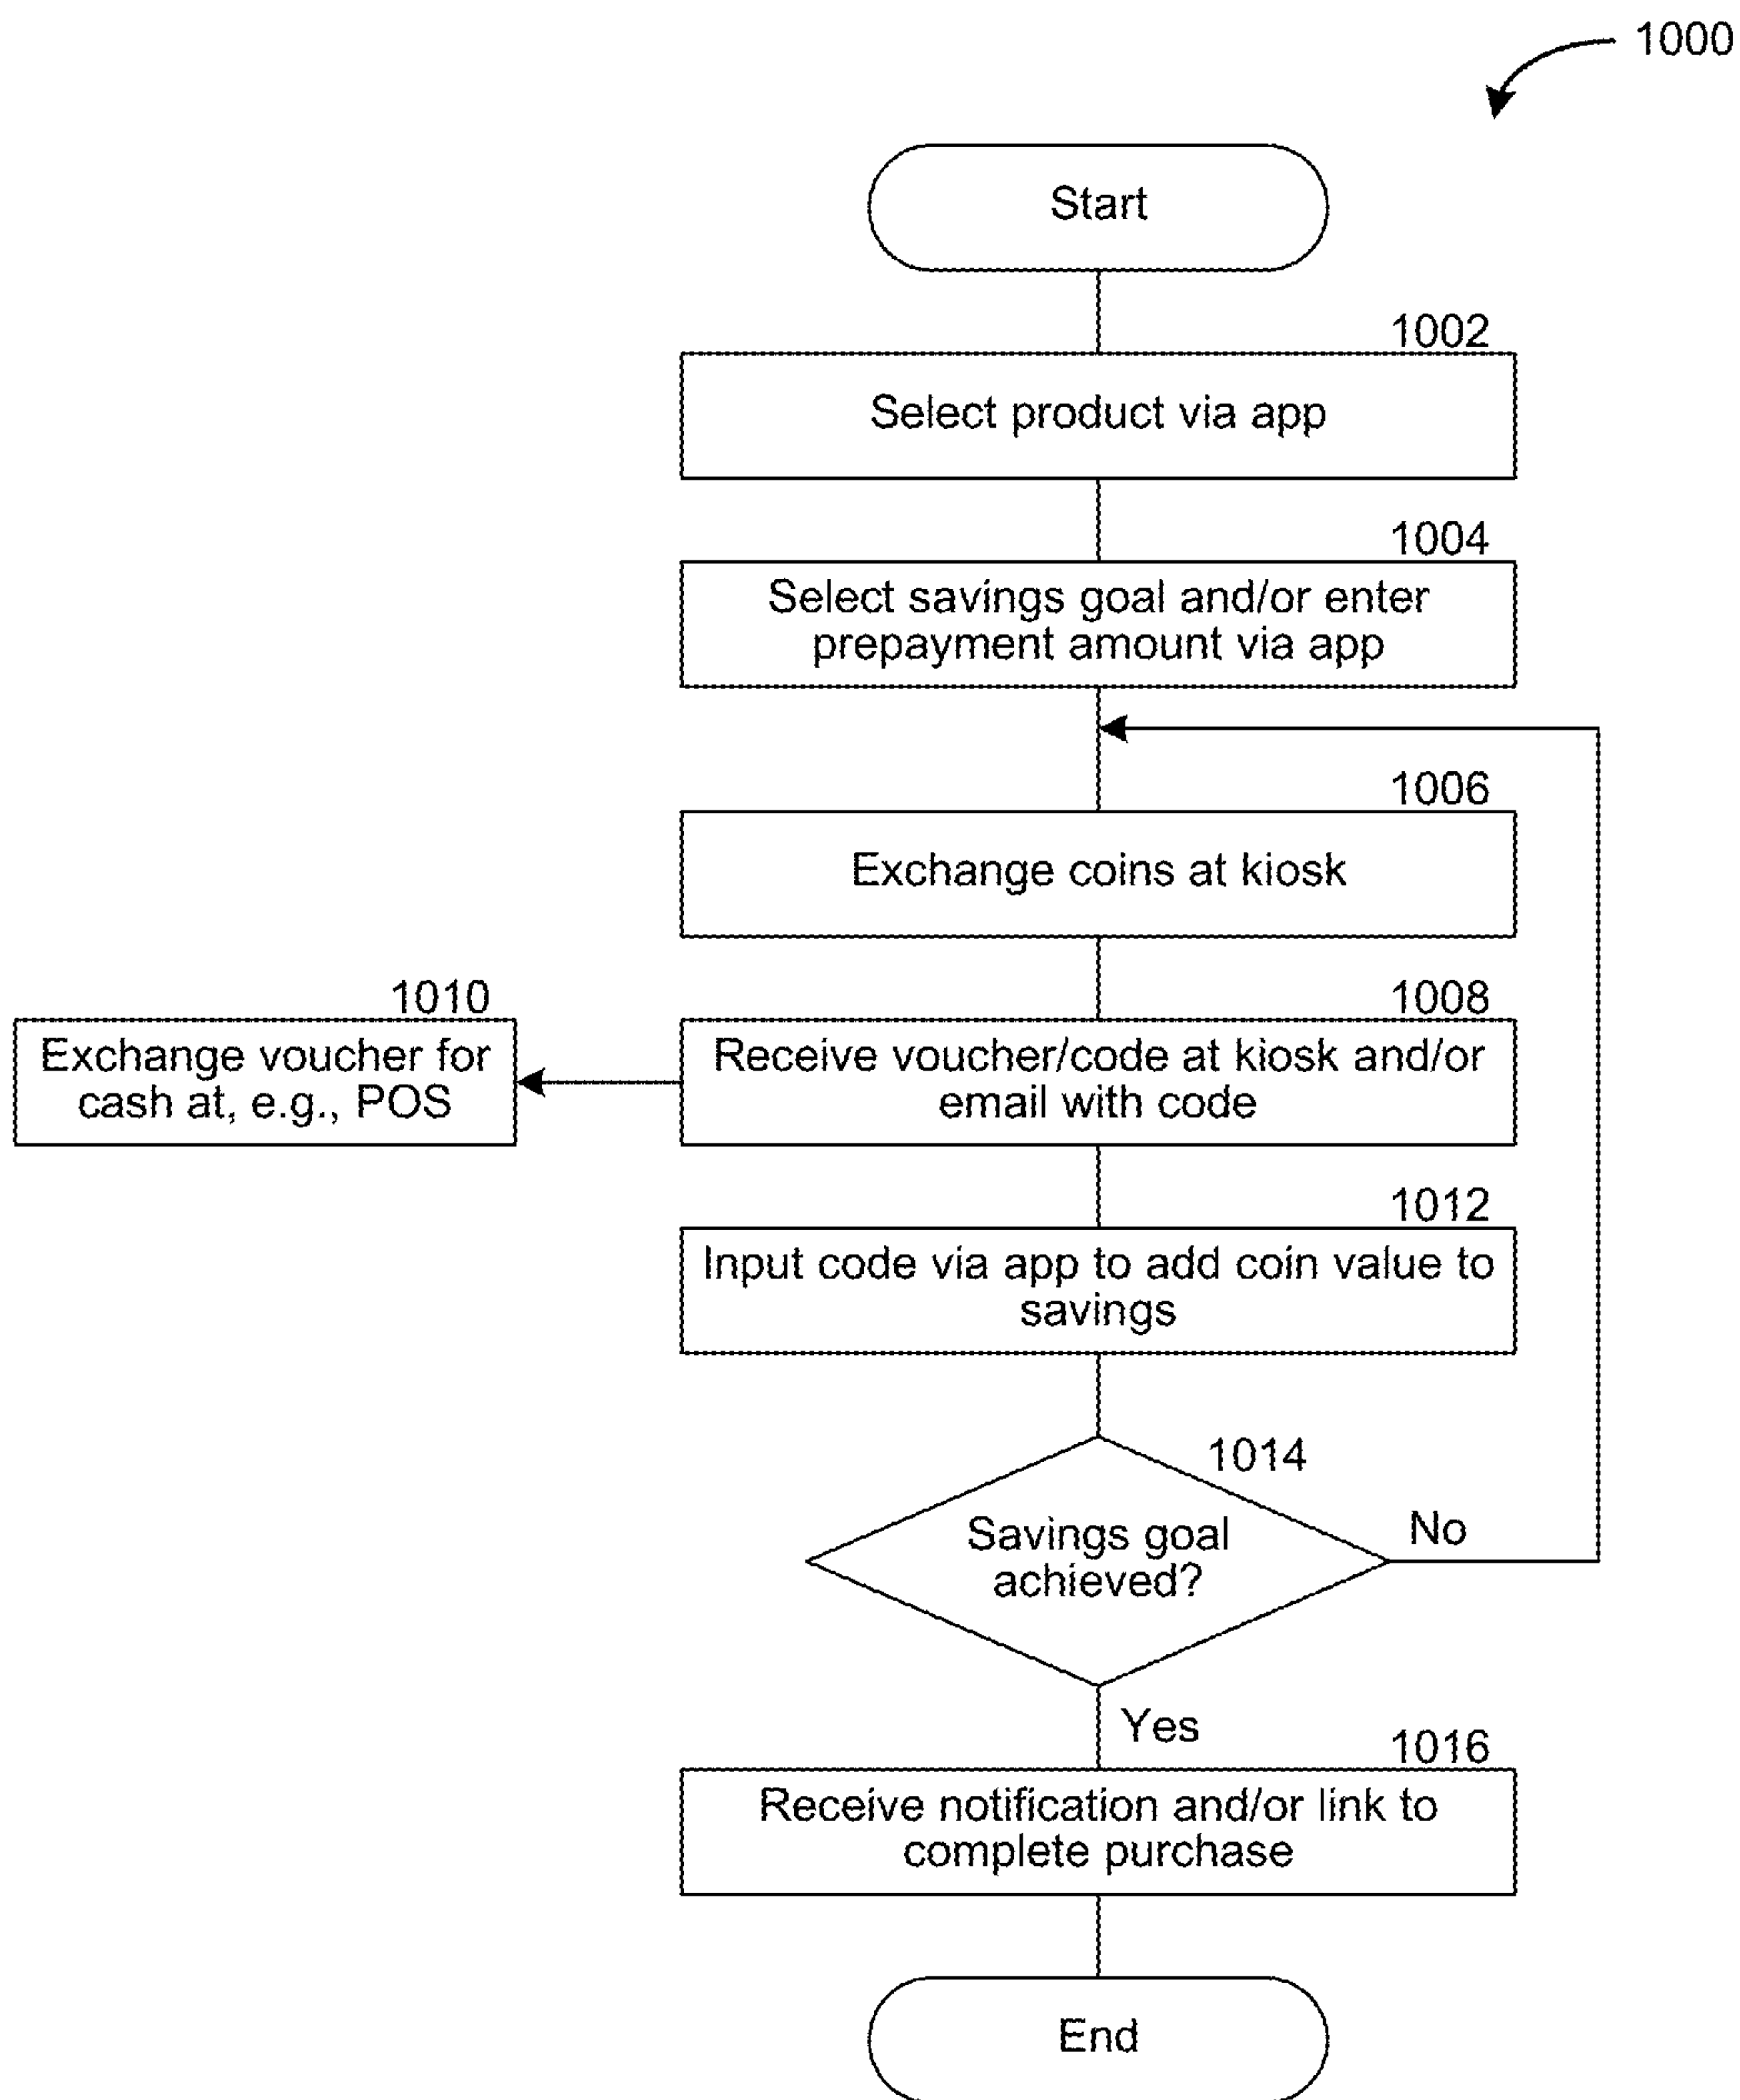 1000
Start
1002
Select product via app
1004
Select savings goal and/or enter
prepayment amount via app
1006
Exchange coins at kiosk
1010
Exchange voucher for
cash at, e.g., POS
1008
Receive voucher/code at kiosk and/or
email with code
1012
Input code via app to add coin value to
savings
1014
Savings goal
achieved?
No
Yes
1016
Receive notification and/or link to
complete purchase
End